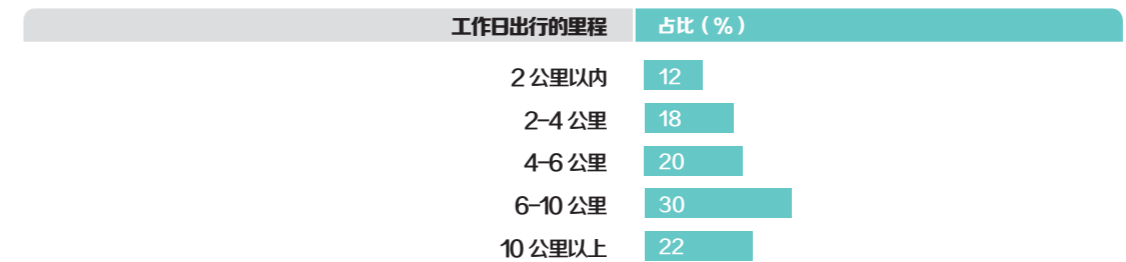 工作日出行的里程 占比（%）
2 公里以内 12
2-4 公里 18
4-6 公里 20
6-10 公里 30
10 公里以上 22